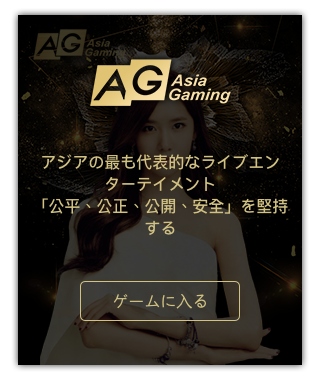 AG Asia
Gaming
AG Asia
Gaming
アジアの最も代表的なライブエン
ターテイメント
「公平、公正、公開、安全」を堅持
する
ゲームに入る